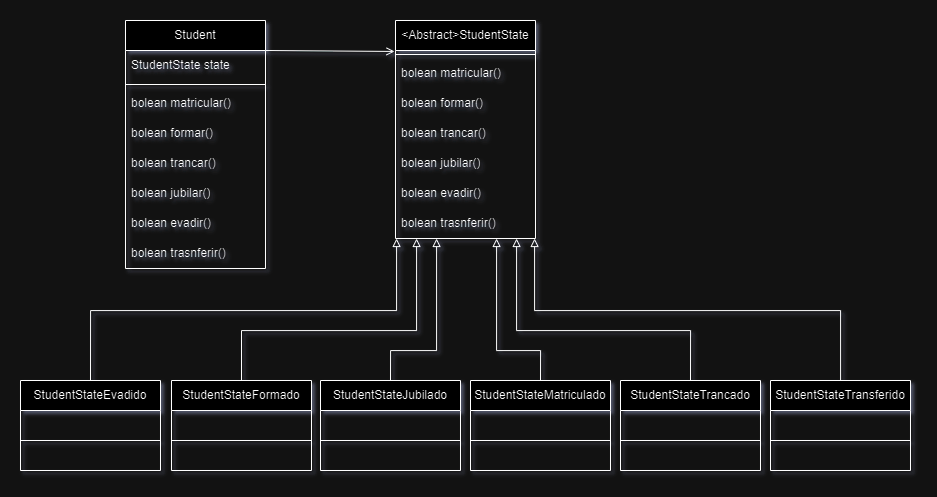 Student
StudentState state
bolean matricular()
bolean formar()
bolean trancar()
bolean jubilar()
bolean evadir()
bolean trasnferir()
<Abstract>StudentState
bolean matricular()
bolean formar()
bolean trancar()
bolean jubilar()
bolean evadir()
bolean trasnferir()
StudentStateEvadido
StudentStateFormado
StudentStateJubilado
StudentStateMatriculado
StudentStateTrancado
StudentStateTransferido